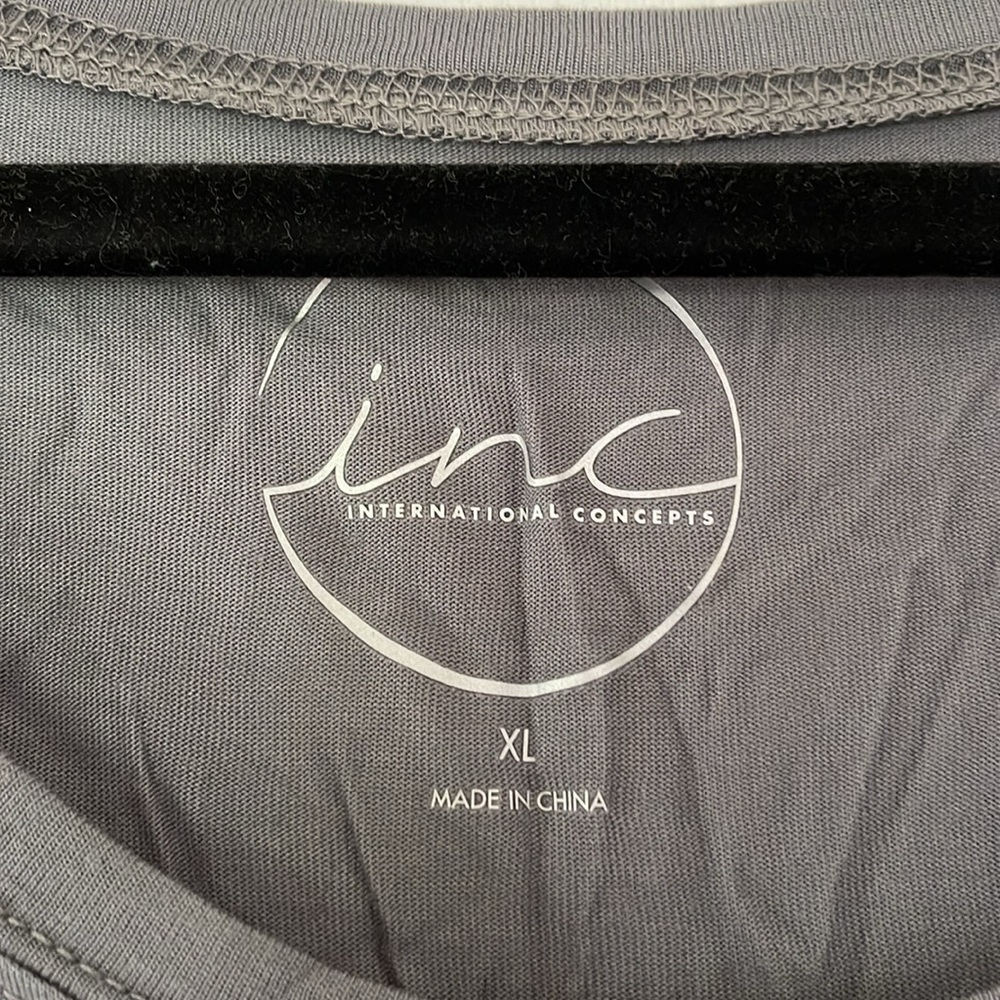 inc
INTERNATIONAL CONCEPTS
XL
MADE IN CHINA